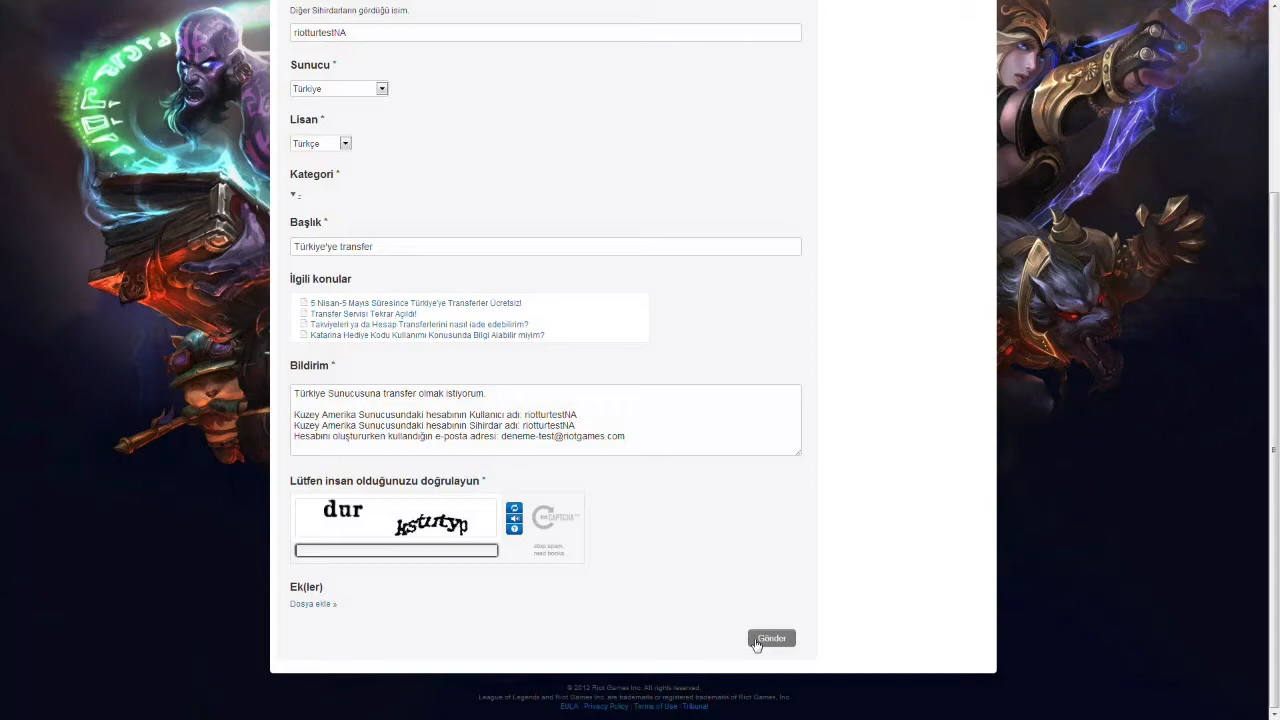 Diğer Sihirdarların gördüğü isim.
riotturtestNA
Sunucu *
Türkiye
Lisan *
Türkçe
Kategori *
-
Başlık *
Türkiye'ye transfer
İlgili konular
5 Nisan-5 Mayıs Süresince Türkiye'ye Transferler Ücretsiz!
Transfer Servisi Tekrar Açıldı!
Takviyeleri ya da Hesap Transferlerini nasıl iade edebilirim?
Katarina Hediye Kodu Kullanımı Konusunda Bilgi Alabilir miyim?
Bildirim *
Türkiye Sunucusuna transfer olmak istiyorum.
Kuzey Amerika Sunucusundaki hesabının Kullanıcı adı: riotturtestNA
Kuzey Amerika Sunucusundaki hesabının Sihirdar adı: riotturtestNA
Hesabını oluştururken kullandığın e-posta adresi: deneme-test@riotgames.com
Lütfen insan olduğunuzu doğrulayın *
dur kstutyp
reCAPTCHA™
stop spam.
read books.
Ek(ler)
Dosya ekle »
Gönder
© 2012 Riot Games Inc. All rights reserved.
League of Legends and Riot Games Inc. are trademarks or registered trademarks of Riot Games, Inc.
EULA | Privacy Policy | Terms of Use | Tribunal